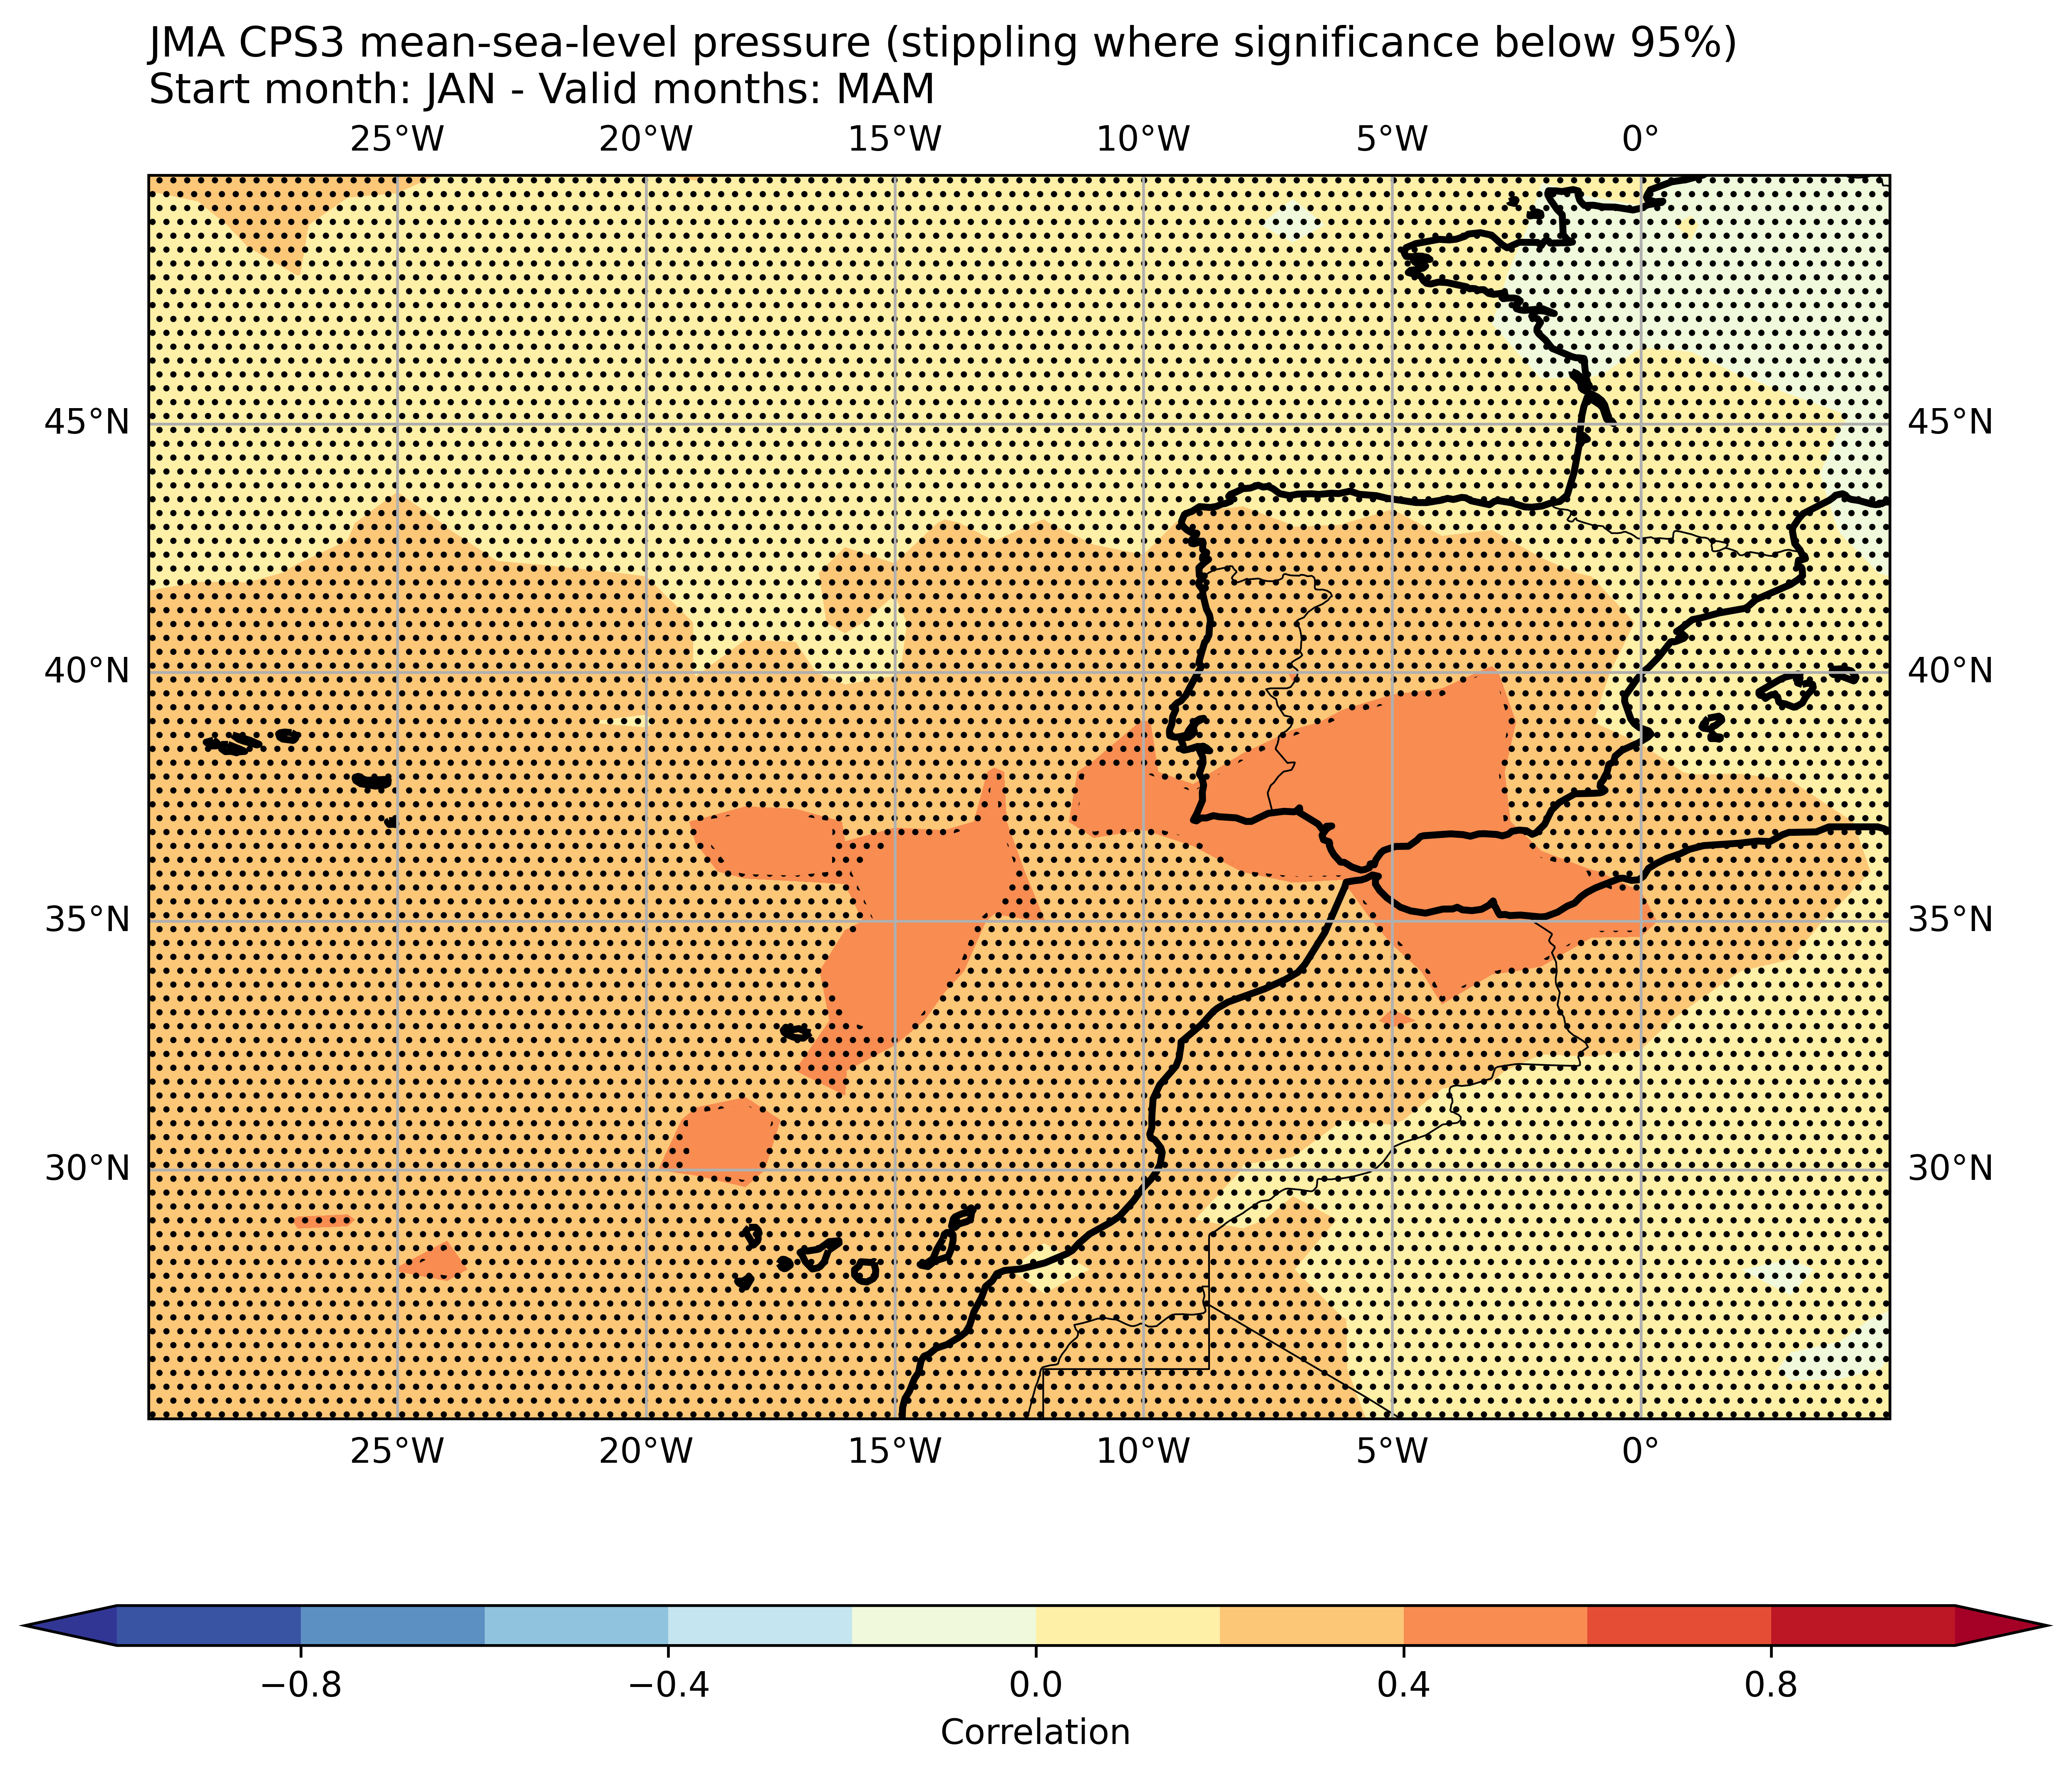 JMA CPS3 mean-sea-level pressure (stippling where significance below 95%)
Start month: JAN - Valid months: MAM
25°W 20°W 15°W 10°W 5°W 0°
45°N 45°N
40°N 40°N
35°N 35°N
30°N 30°N
25°W 20°W 15°W 10°W 5°W 0°
−0.8 −0.4 0.0 0.4 0.8
Correlation